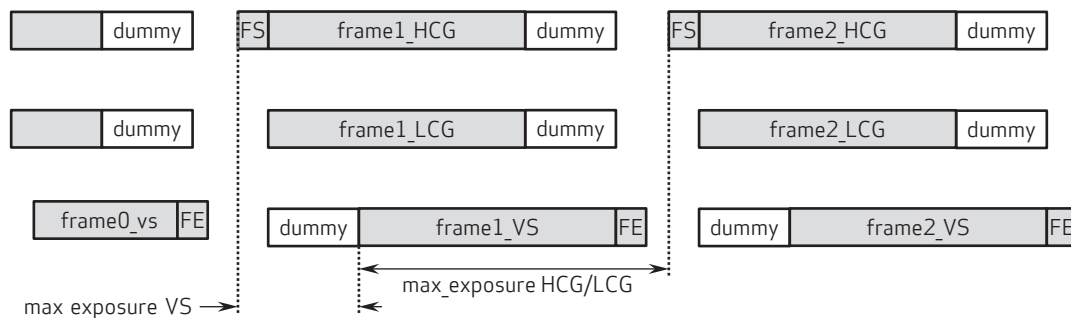 dummy FS frame1_HCG dummy FS frame2_HCG dummy
dummy frame1_LCG dummy frame2_LCG dummy
frame0_vs FE dummy frame1_VS FE dummy frame2_VS FE
max_exposure HCG/LCG
max exposure VS